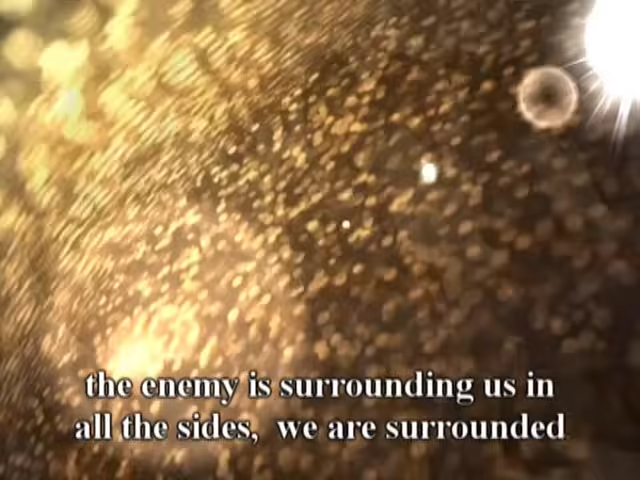 the enemy is surrounding us in
all the sides,  we are surrounded